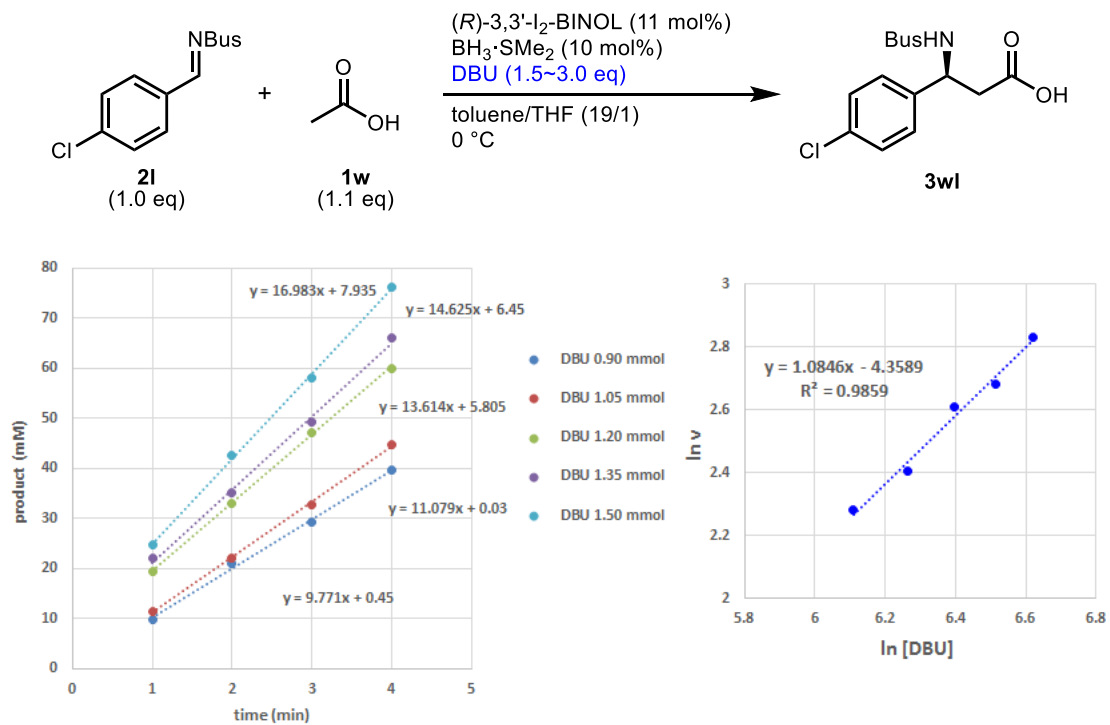 NBus
Cl
2l
(1.0 eq)
+
O
OH
1w
(1.1 eq)
(R)-3,3'-I₂-BINOL (11 mol%)
BH₃·SMe₂ (10 mol%)
DBU (1.5~3.0 eq)
toluene/THF (19/1)
0 °C
BusHN
O
OH
Cl
3wl
80
70
60
50
40
30
20
10
0
product (mM)
0 1 2 3 4 5
time (min)
y = 16.983x + 7.935
y = 14.625x + 6.45
y = 13.614x + 5.805
y = 11.079x + 0.03
y = 9.771x + 0.45
DBU 0.90 mmol
DBU 1.05 mmol
DBU 1.20 mmol
DBU 1.35 mmol
DBU 1.50 mmol
3
2.8
2.6
2.4
2.2
2
ln v
y = 1.0846x - 4.3589
R² = 0.9859
5.8 6 6.2 6.4 6.6 6.8
ln [DBU]